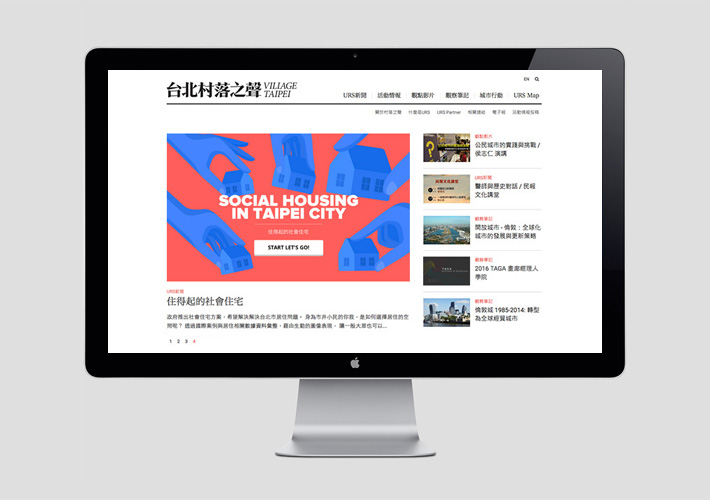 EN
台北村落之聲 VILLAGE TAIPEI
URS新聞 活動情報 觀點影片 觀察筆記 城市行動 URS Map
關於村落之聲 什麼是URS URS Partner 相關連結 電子報 活動情報投稿
SOCIAL HOUSING
IN TAIPEI CITY
住得起的社會住宅
START LET'S GO!
URS新聞
住得起的社會住宅
政府推出社會住宅方案，希望解決解決台北市居住問題。身為市井小民的你我，是如何選擇居住的空
間呢？ 透過國際案例與居住相關數據資料彙整，藉由生動的圖像表現，讓一般大眾也可以...
1 2 3 4
觀點影片
公民城市的實踐與挑戰 /
侯志仁 演講
URS新聞
醫師與歷史對話 / 民報
文化講堂
觀察筆記
開放城市，倫敦：全球化
城市的發展與更新策略
觀點筆記
2016 TAGA 畫廊經理人
學院
觀察筆記
倫敦城 1985-2014: 轉型
為全球經貿城市